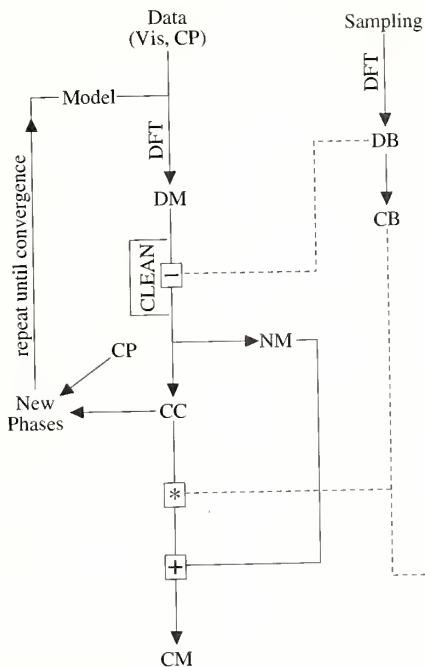 Data
(Vis, CP)
Sampling
Model
DFT
DFT
DB
DM
CB
repeat until convergence
CLEAN
–
NM
CP
New
Phases
CC
*
+
CM